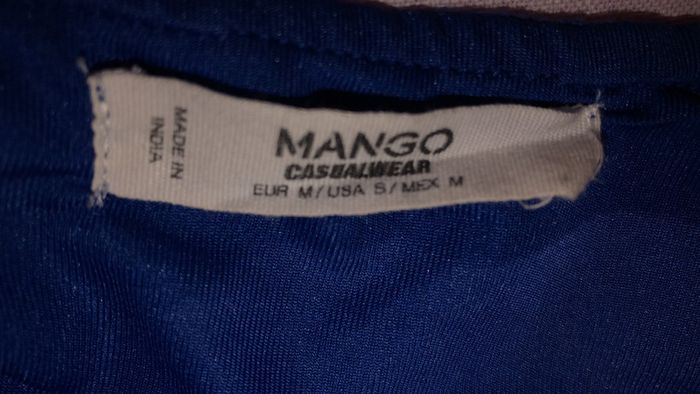 MANGO
CASUALWEAR
EUR M/USA S/MEX M
MADE IN
INDIA